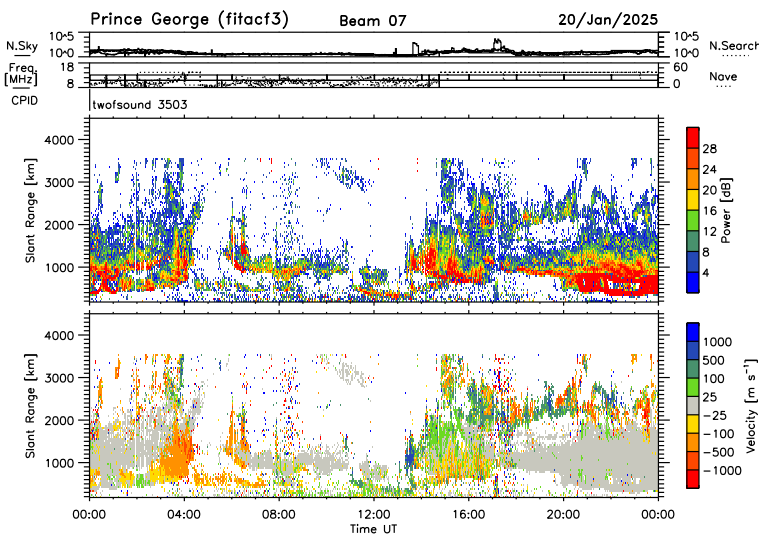 Prince George (fitacf3) Beam 07 20/Jan/2025
N.Sky 10^5 10^0 10^5 10^0 N.Search
Freq. [MHz] 18 8 60 0 Nave
CPID twofsound 3503
Slant Range [km] 4000 3000 2000 1000
Power [dB] 28 24 20 16 12 8 4
Slant Range [km] 4000 3000 2000 1000
Velocity [m s⁻¹] 1000 500 100 25 −25 −100 −500 −1000
00:00 04:00 08:00 12:00 16:00 20:00 00:00
Time UT